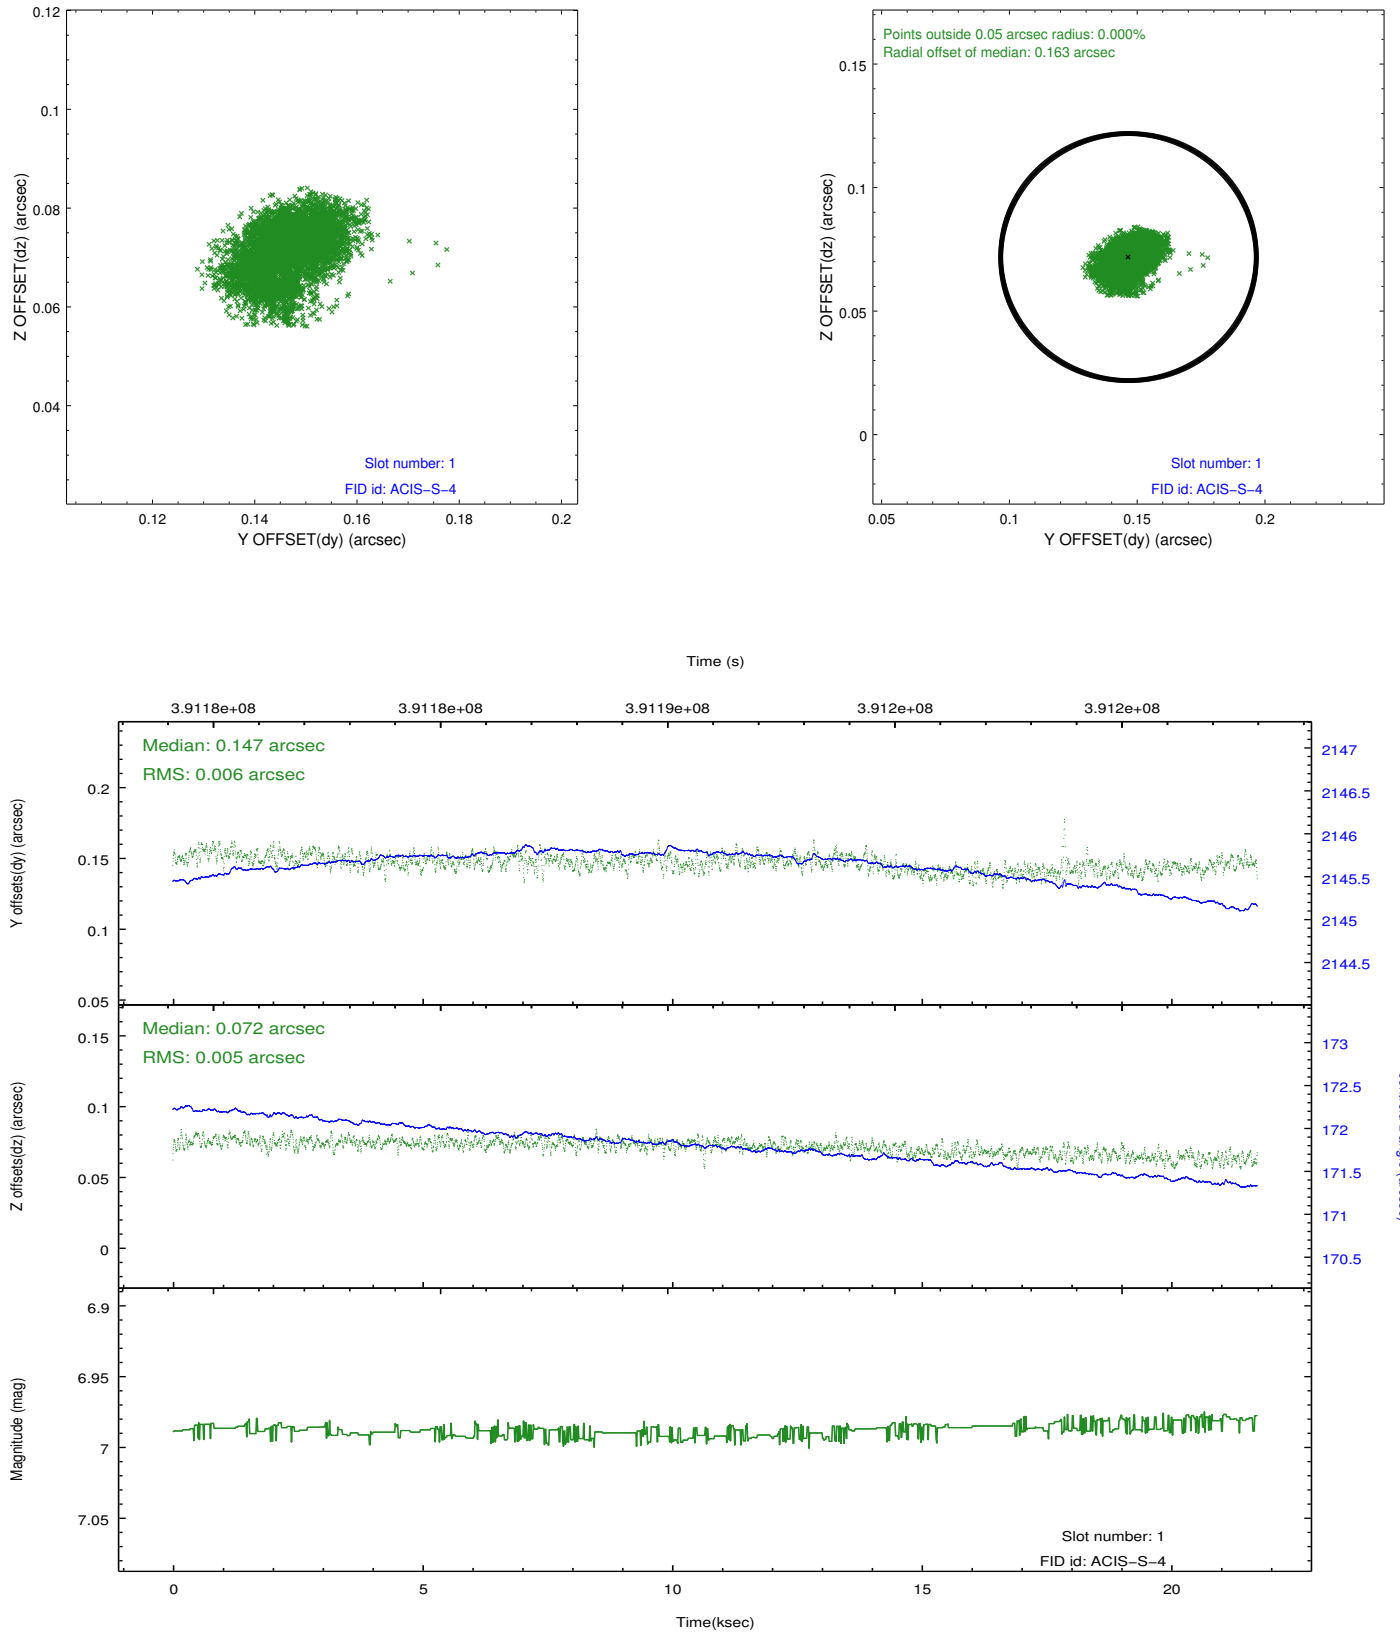 0.12
0.1
0.08
0.06
0.04
Z OFFSET(dz) (arcsec)
Slot number: 1
FID id: ACIS−S−4
0.12 0.14 0.16 0.18 0.2
Y OFFSET(dy) (arcsec)
Points outside 0.05 arcsec radius: 0.000%
Radial offset of median: 0.163 arcsec
0.15
0.1
0.05
0
Z OFFSET(dz) (arcsec)
Slot number: 1
FID id: ACIS−S−4
0.05 0.1 0.15 0.2
Y OFFSET(dy) (arcsec)
Time (s)
3.9118e+08 3.9118e+08 3.9119e+08 3.912e+08 3.912e+08
Median: 0.147 arcsec
RMS: 0.006 arcsec
0.2
0.15
0.1
0.05
Y offsets(dy) (arcsec)
2147
2146.5
2146
2145.5
2145
2144.5
Median: 0.072 arcsec
RMS: 0.005 arcsec
0.15
0.1
0.05
0
Z offsets(dz) (arcsec)
173
172.5
172
171.5
171
170.5
6.9
6.95
7
7.05
Magnitude (mag)
Slot number: 1
FID id: ACIS−S−4
0 5 10 15 20
Time(ksec)